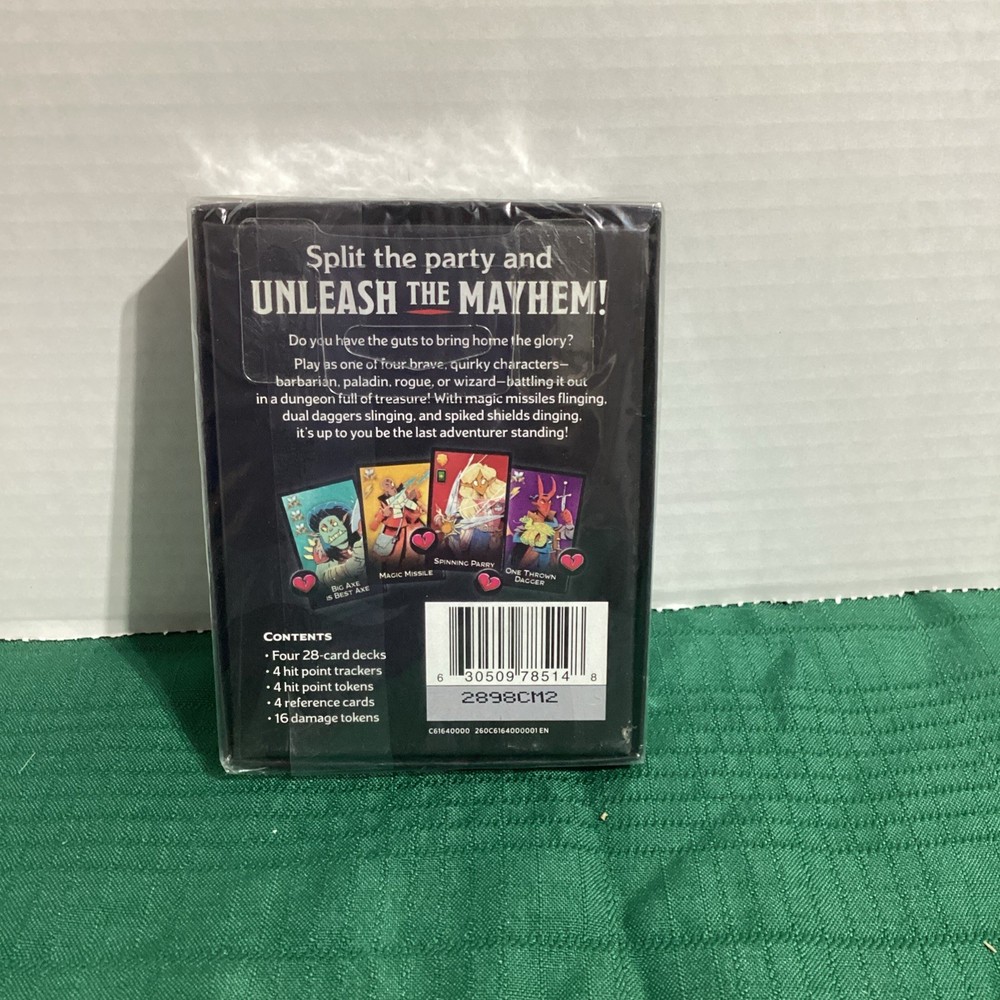 Split the party and
UNLEASH THE MAYHEM!
Do you have the guts to bring home the glory?
Play as one of four brave, quirky characters—
barbarian, paladin, rogue, or wizard—battling it out
in a dungeon full of treasure! With magic missiles flinging,
dual daggers slinging, and spiked shields dinging,
it's up to you be the last adventurer standing!
BIG AXE
IS BEST AXE
MAGIC MISSILE
SPINNING PARRY
ONE THROWN
DAGGER
CONTENTS
• Four 28-card decks
• 4 hit point trackers
• 4 hit point tokens
• 4 reference cards
• 16 damage tokens
6 30509 78514 8
2898CM2
C61640000 260C6164000001 EN